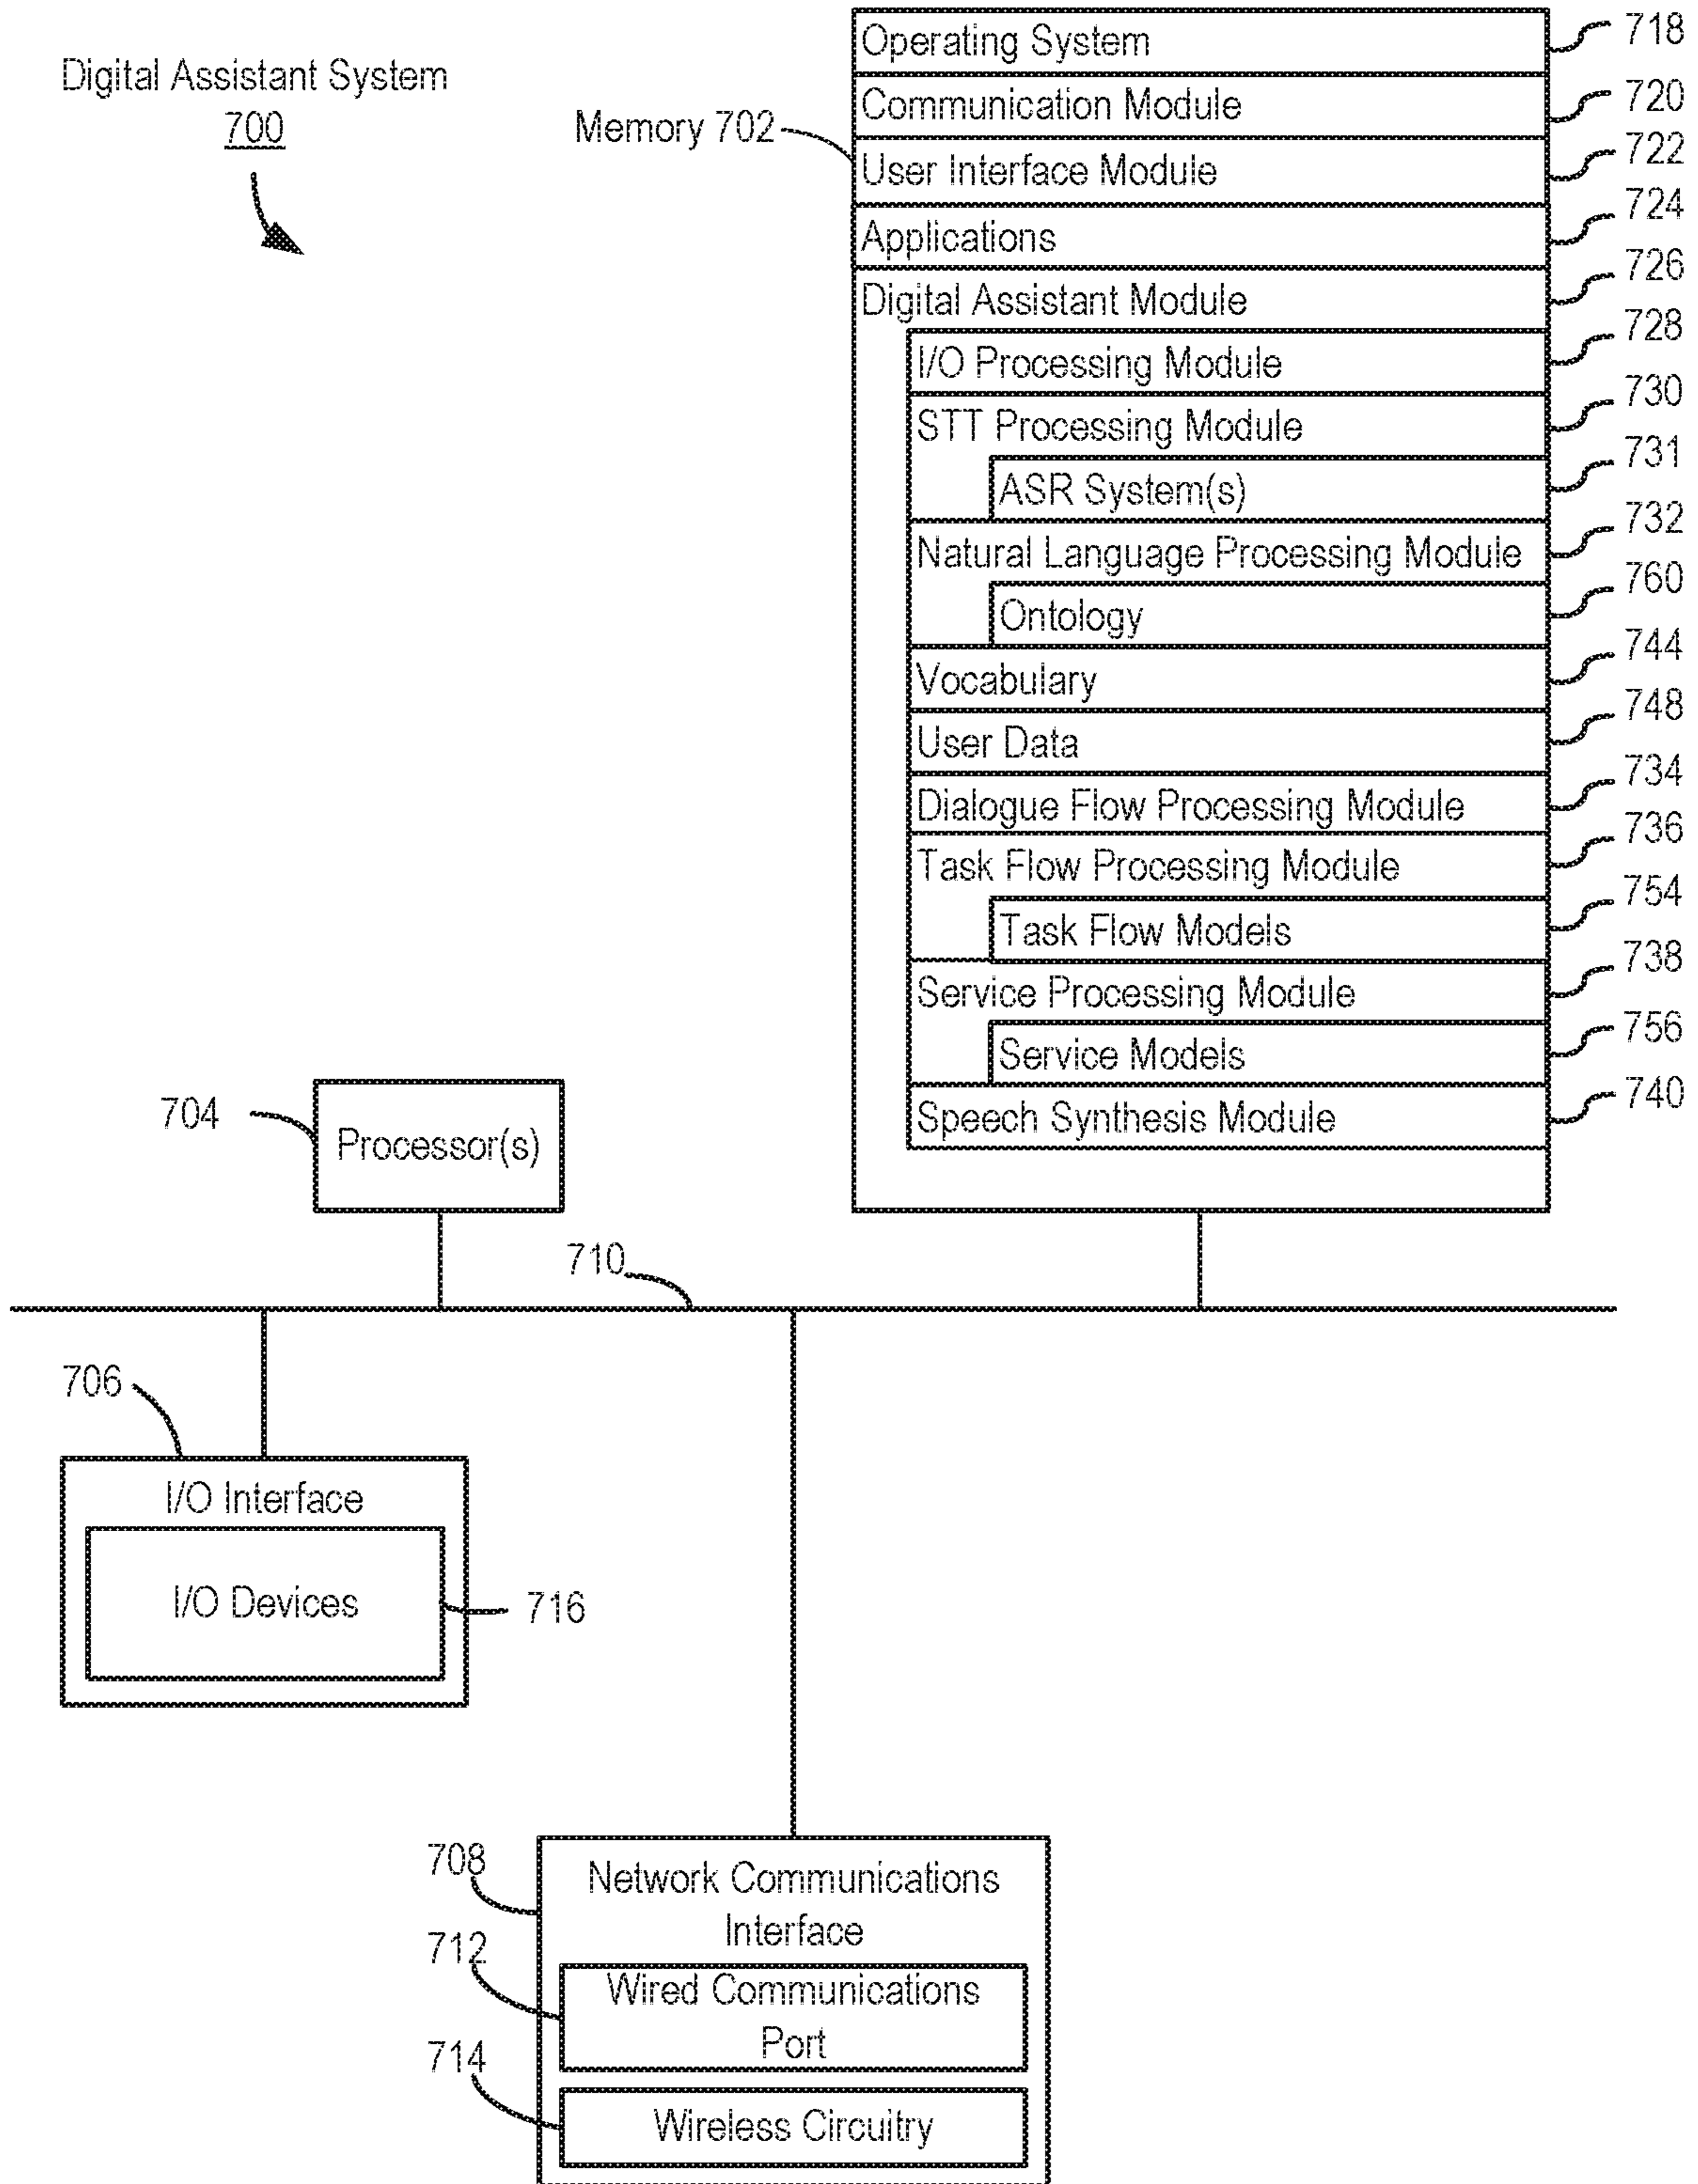 Digital Assistant System
700
Memory 702
Operating System 718
Communication Module 720
User Interface Module 722
Applications 724
Digital Assistant Module 726
I/O Processing Module 728
STT Processing Module 730
ASR System(s) 731
Natural Language Processing Module 732
Ontology 760
Vocabulary 744
User Data 748
Dialogue Flow Processing Module 734
Task Flow Processing Module 736
Task Flow Models 754
Service Processing Module 738
Service Models 756
Speech Synthesis Module 740
704
Processor(s)
710
706
I/O Interface
I/O Devices
716
708
Network Communications
Interface
712
Wired Communications
Port
714
Wireless Circuitry